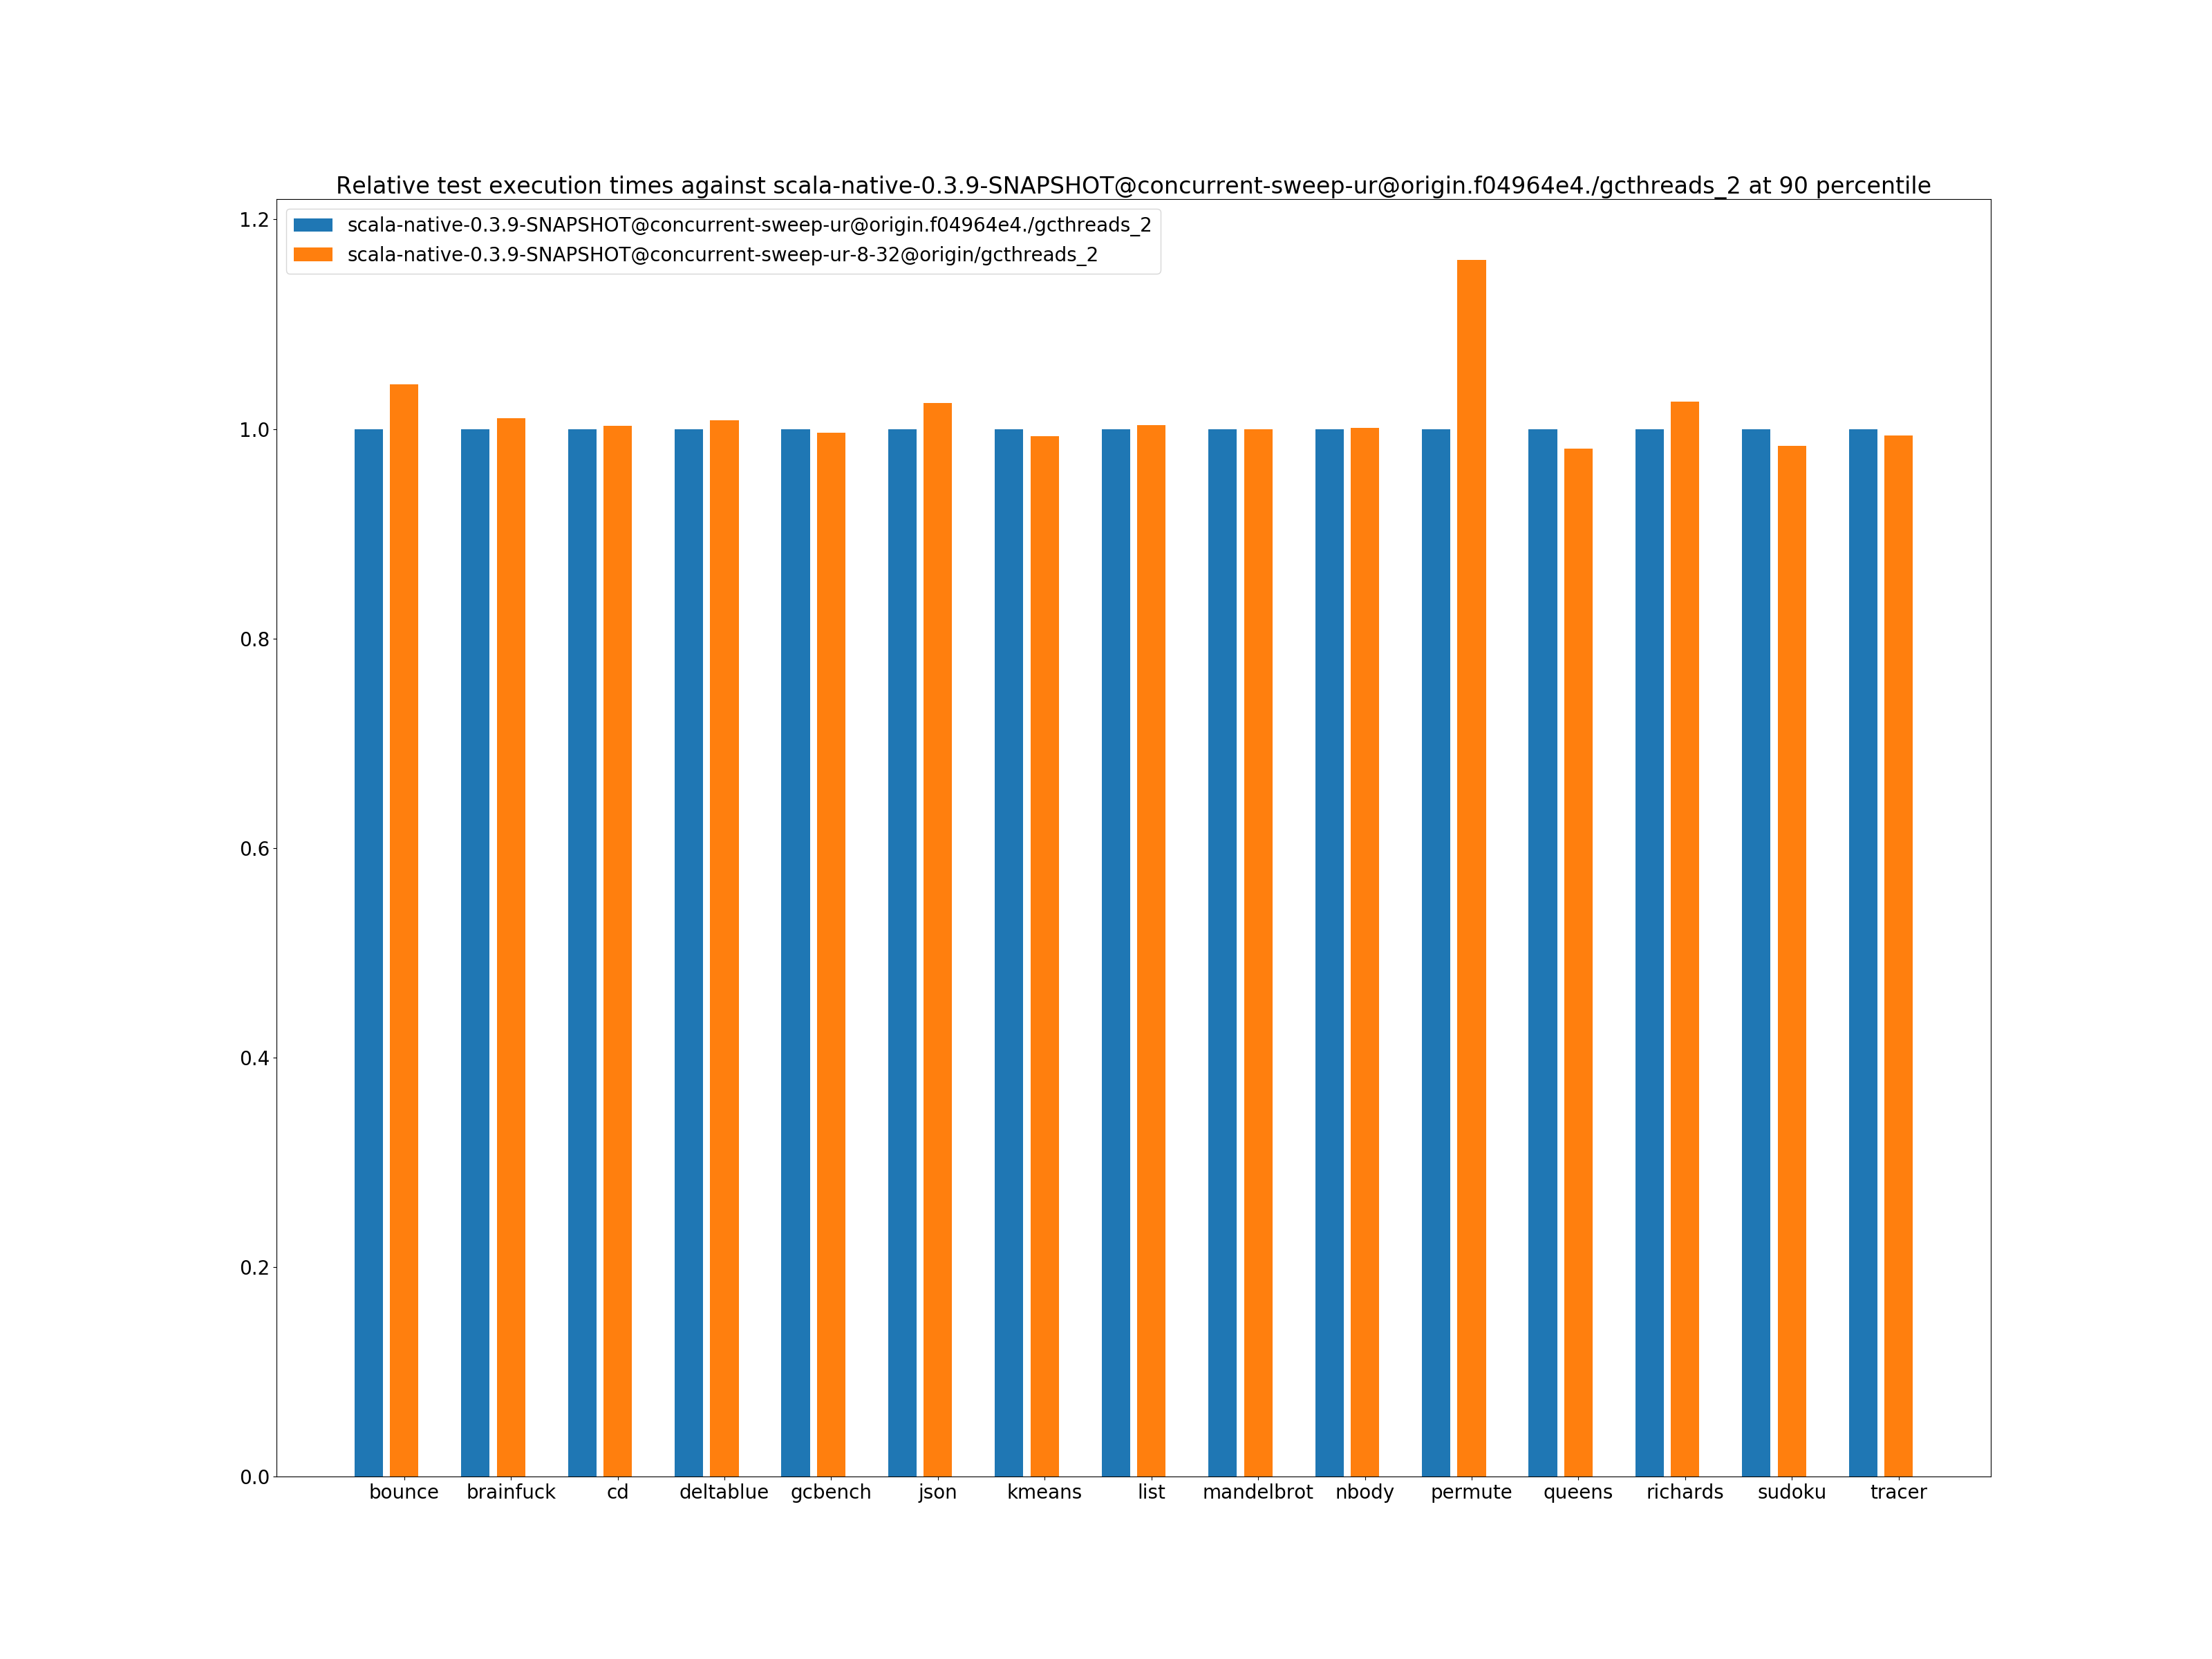 Relative test execution times against scala-native-0.3.9-SNAPSHOT@concurrent-sweep-ur@origin.f04964e4./gcthreads_2 at 90 percentile
scala-native-0.3.9-SNAPSHOT@concurrent-sweep-ur@origin.f04964e4./gcthreads_2
scala-native-0.3.9-SNAPSHOT@concurrent-sweep-ur-8-32@origin/gcthreads_2
1.2
1.0
0.8
0.6
0.4
0.2
0.0
bounce brainfuck cd deltablue gcbench json kmeans list mandelbrot nbody permute queens richards sudoku tracer